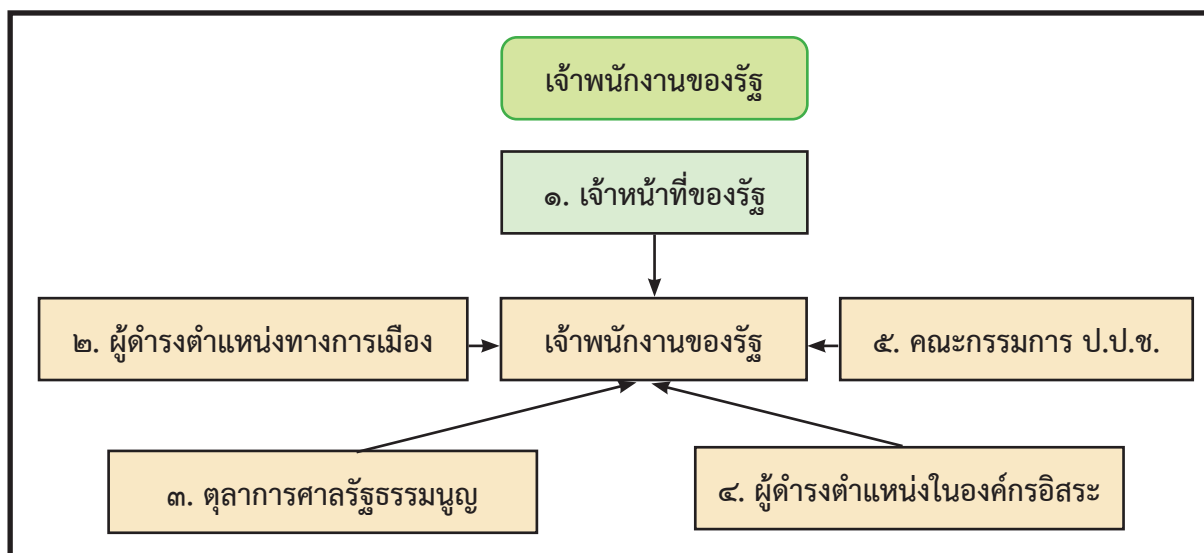 เจ้าพนักงานของรัฐ
๑. เจ้าหน้าที่ของรัฐ
๒. ผู้ดำรงตำแหน่งทางการเมือง
เจ้าพนักงานของรัฐ
๕. คณะกรรมการ ป.ป.ช.
๓. ตุลาการศาลรัฐธรรมนูญ
๔. ผู้ดำรงตำแหน่งในองค์กรอิสระ